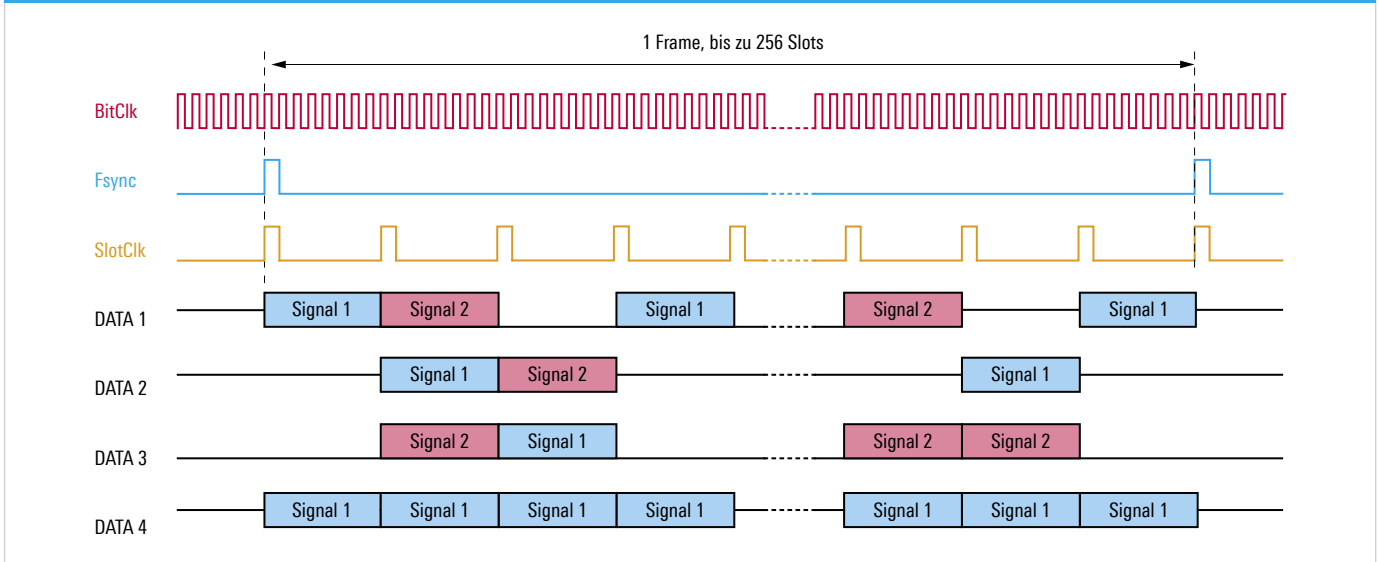 1 Frame, bis zu 256 Slots
BitClk
Fsync
SlotClk
DATA 1 Signal 1 Signal 2 Signal 1 Signal 2 Signal 1
DATA 2 Signal 1 Signal 2 Signal 1
DATA 3 Signal 2 Signal 1 Signal 2 Signal 2
DATA 4 Signal 1 Signal 1 Signal 1 Signal 1 Signal 1 Signal 1 Signal 1